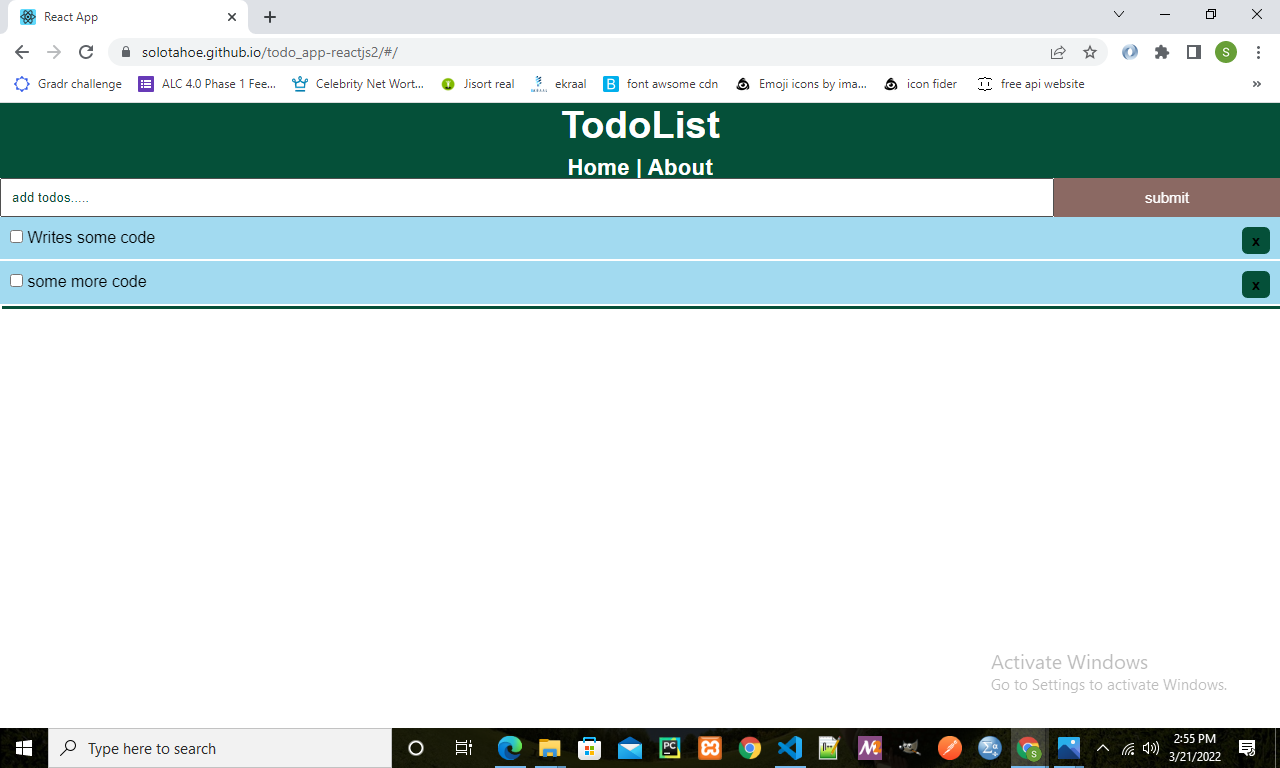 React App
solotahoe.github.io/todo_app-reactjs2/#/
S
Gradr challenge
ALC 4.0 Phase 1 Fee...
Celebrity Net Wort...
Jisort real
ekraal
B
font awsome cdn
Emoji icons by ima...
icon fider
free api website
»
TodoList
Home | About
add todos.....
submit
Writes some code
x
some more code
x
Activate Windows
Go to Settings to activate Windows.
Type here to search
PC
S
2:55 PM
3/21/2022